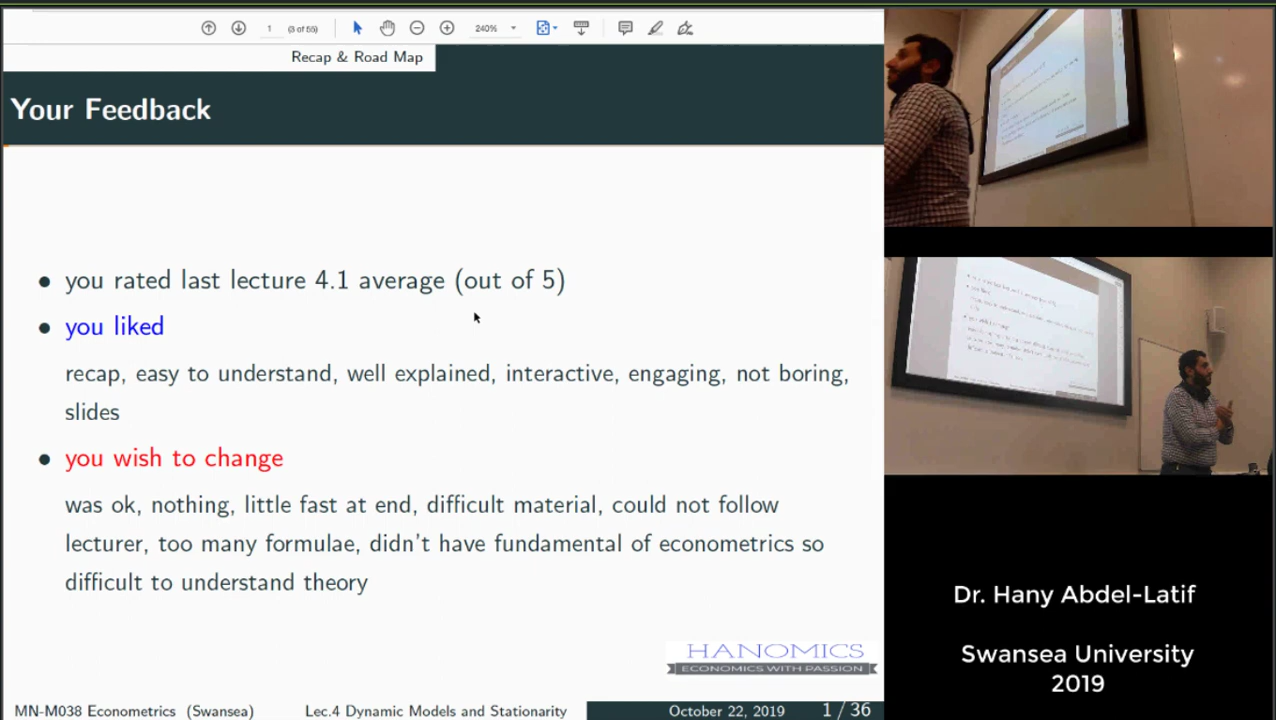 1 (3 of 55) 240%
Recap & Road Map
Your Feedback
• you rated last lecture 4.1 average (out of 5)
• you liked
recap, easy to understand, well explained, interactive, engaging, not boring,
slides
• you wish to change
was ok, nothing, little fast at end, difficult material, could not follow
lecturer, too many formulae, didn't have fundamental of econometrics so
difficult to understand theory
HANOMICS
ECONOMICS WITH PASSION
MN-M038 Econometrics (Swansea) Lec.4 Dynamic Models and Stationarity October 22, 2019 1 / 36
Dr. Hany Abdel-Latif
Swansea University
2019